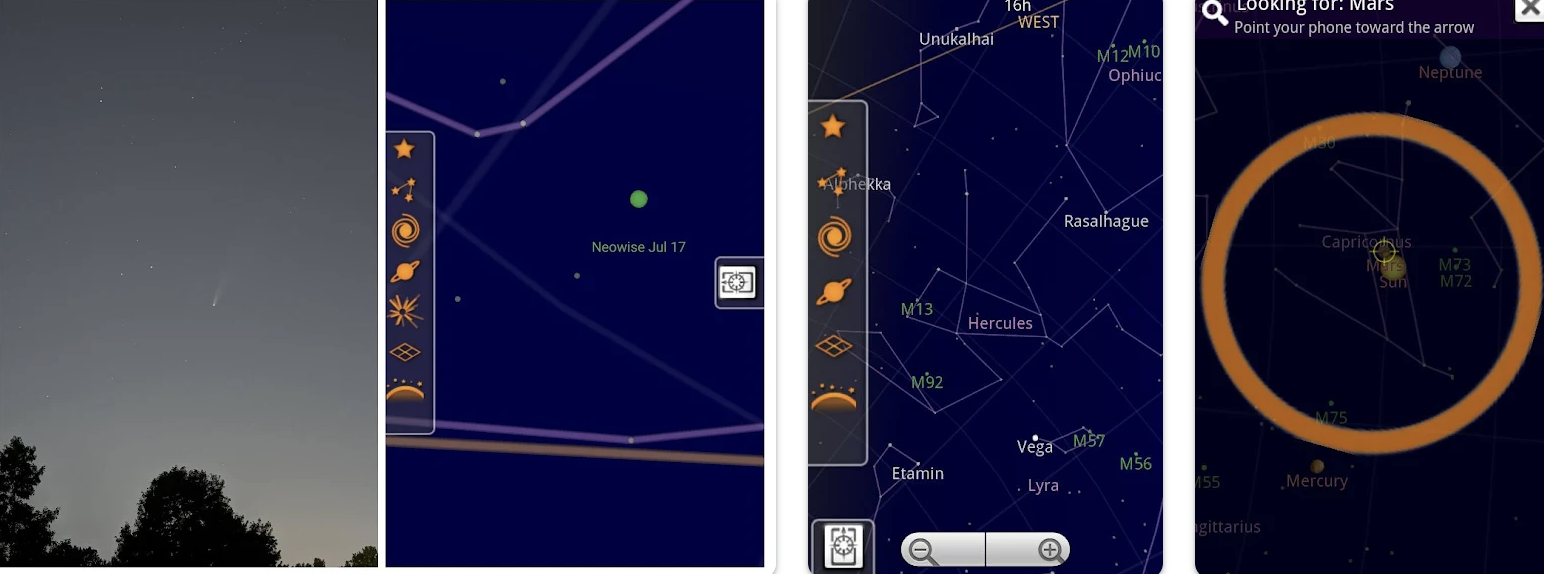 Neowise Jul 17
16h
WEST
Unukalhai
M12
M10
Ophiuc
Alphekka
Rasalhague
M13
Hercules
M92
Vega
M57
M56
Etamin
Lyra
Looking for: Mars
Point your phone toward the arrow
Neptune
M30
Capricornus
Mars
Sun
M73
M72
M75
Mercury
M55
gittarius